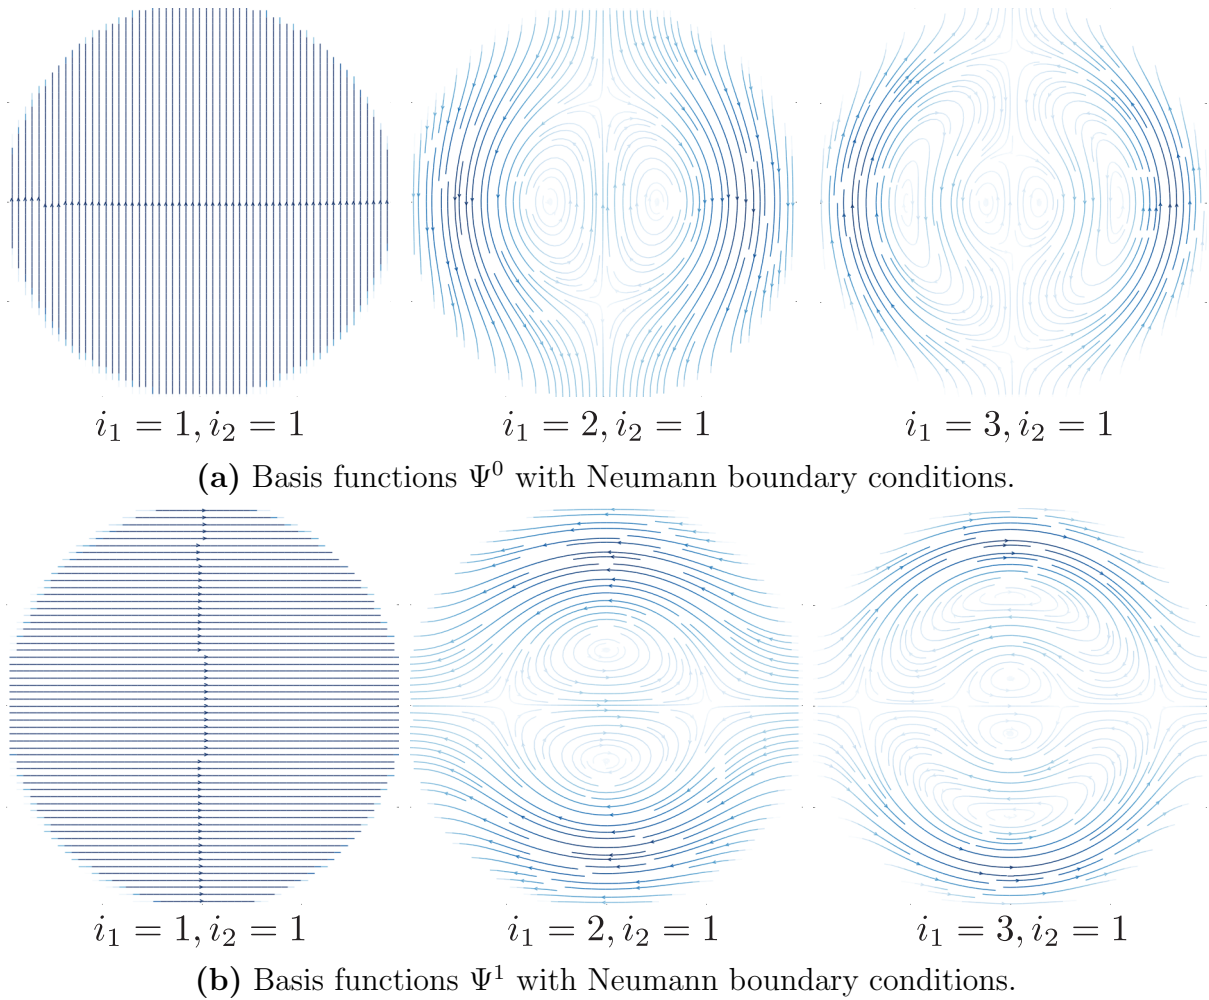 i₁ = 1, i₂ = 1 i₁ = 2, i₂ = 1 i₁ = 3, i₂ = 1
(a) Basis functions Ψ⁰ with Neumann boundary conditions.
i₁ = 1, i₂ = 1 i₁ = 2, i₂ = 1 i₁ = 3, i₂ = 1
(b) Basis functions Ψ¹ with Neumann boundary conditions.